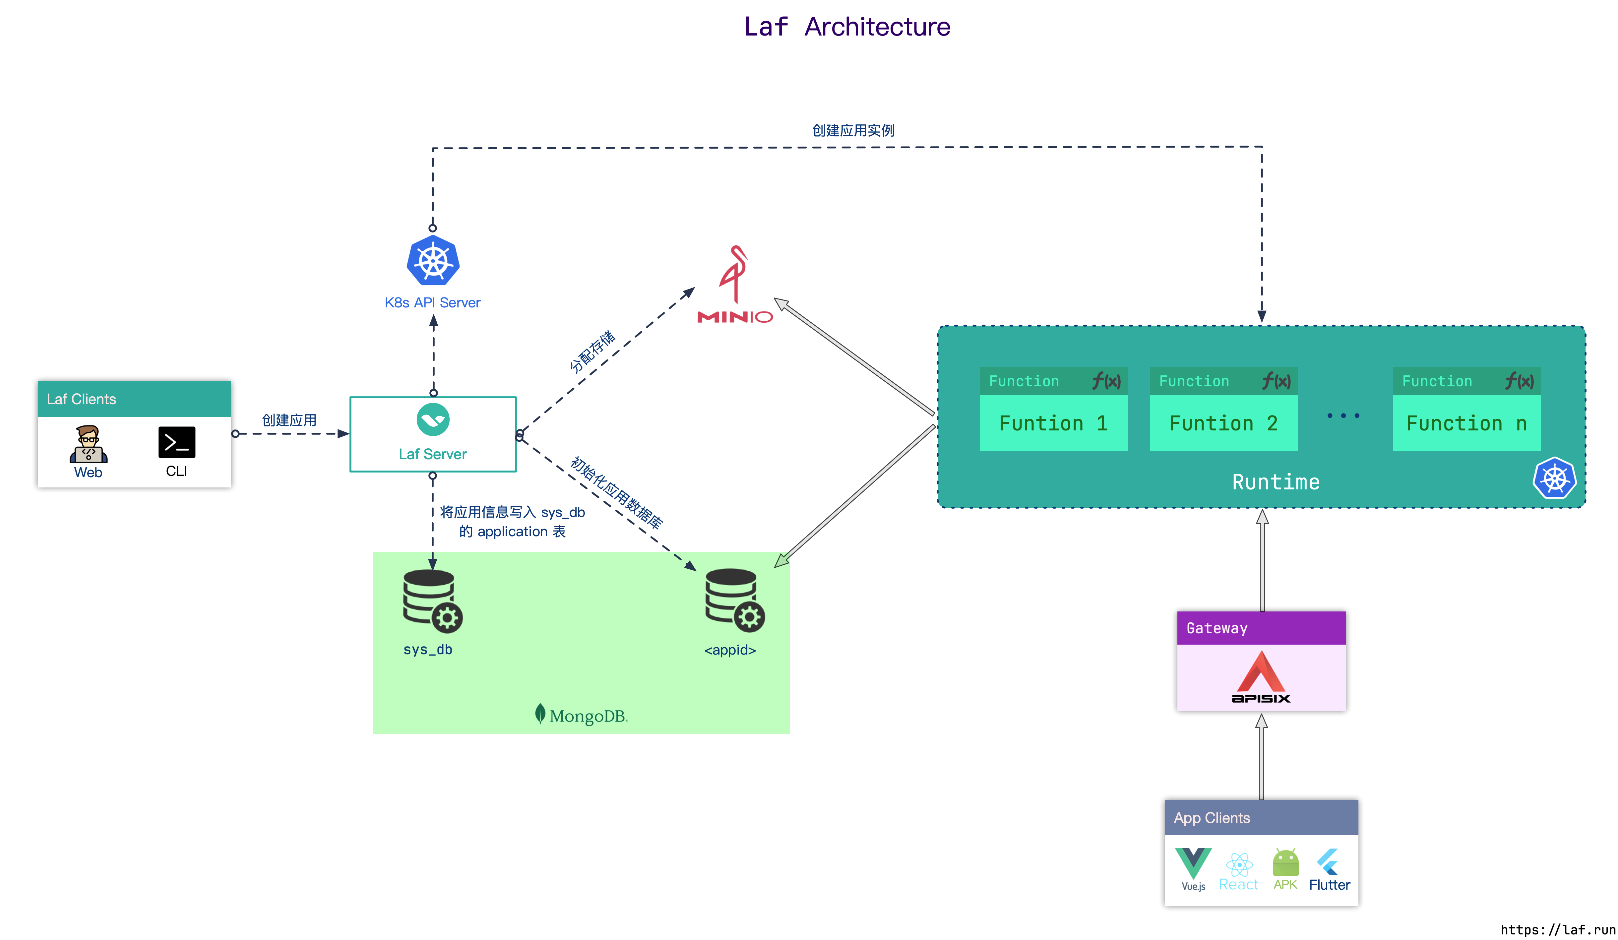 Laf Architecture
创建应用实例
K8s API Server
MINIO
分配存储
Laf Clients
Web
CLI
创建应用
Laf Server
初始化应用数据库
将应用信息写入 sys_db
的 application 表
sys_db
<appid>
MongoDB.
Function f(x)
Funtion 1
Function f(x)
Funtion 2
...
Function f(x)
Function n
Runtime
Gateway
APISIX
App Clients
Vue.js
React
APK
Flutter
https://laf.run